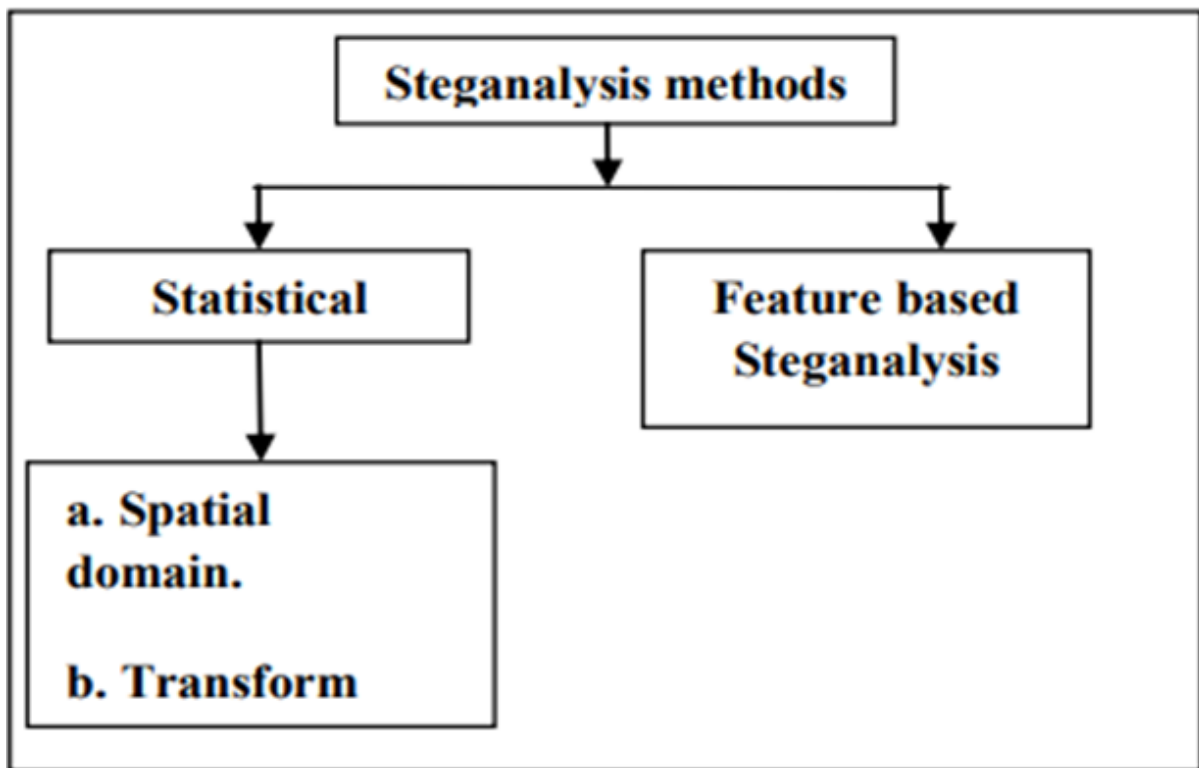 Steganalysis methods
Statistical
Feature based
Steganalysis
a. Spatial
domain.
b. Transform